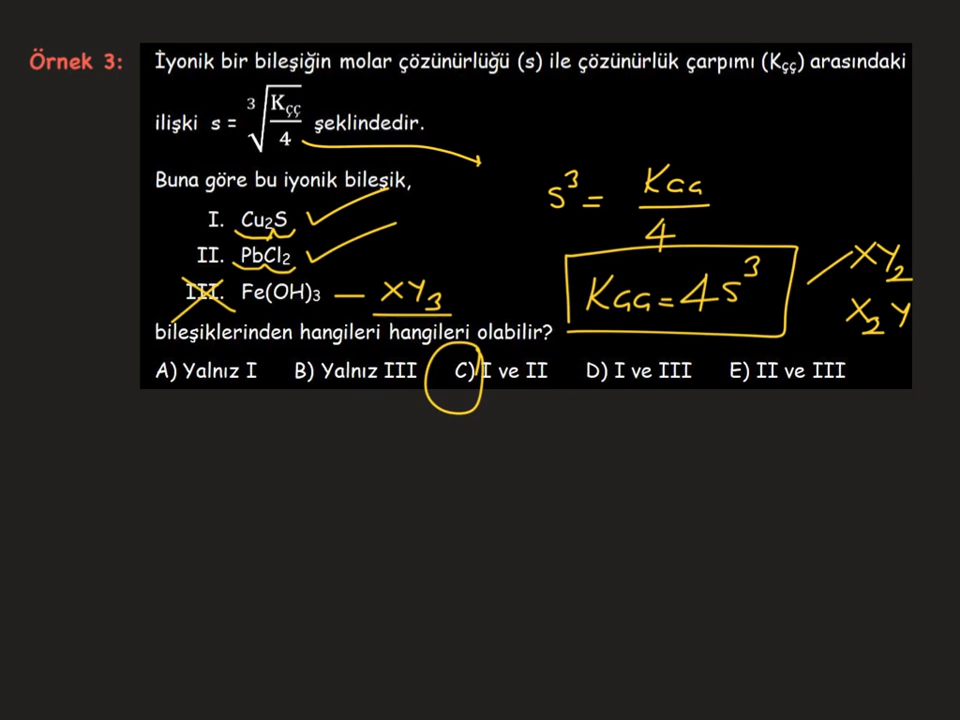 Örnek 3: İyonik bir bileşiğin molar çözünürlüğü (s) ile çözünürlük çarpımı (Kçç) arasındaki
ilişki s = ∛(Kçç/4) şeklindedir.
Buna göre bu iyonik bileşik,
I. Cu₂S
II. PbCl₂
III. Fe(OH)₃ — XY₃
bileşiklerinden hangileri hangileri olabilir?
A) Yalnız I B) Yalnız III C) I ve II D) I ve III E) II ve III
s³ = Kçç/4
Kçç = 4s³
XY₂
X₂Y